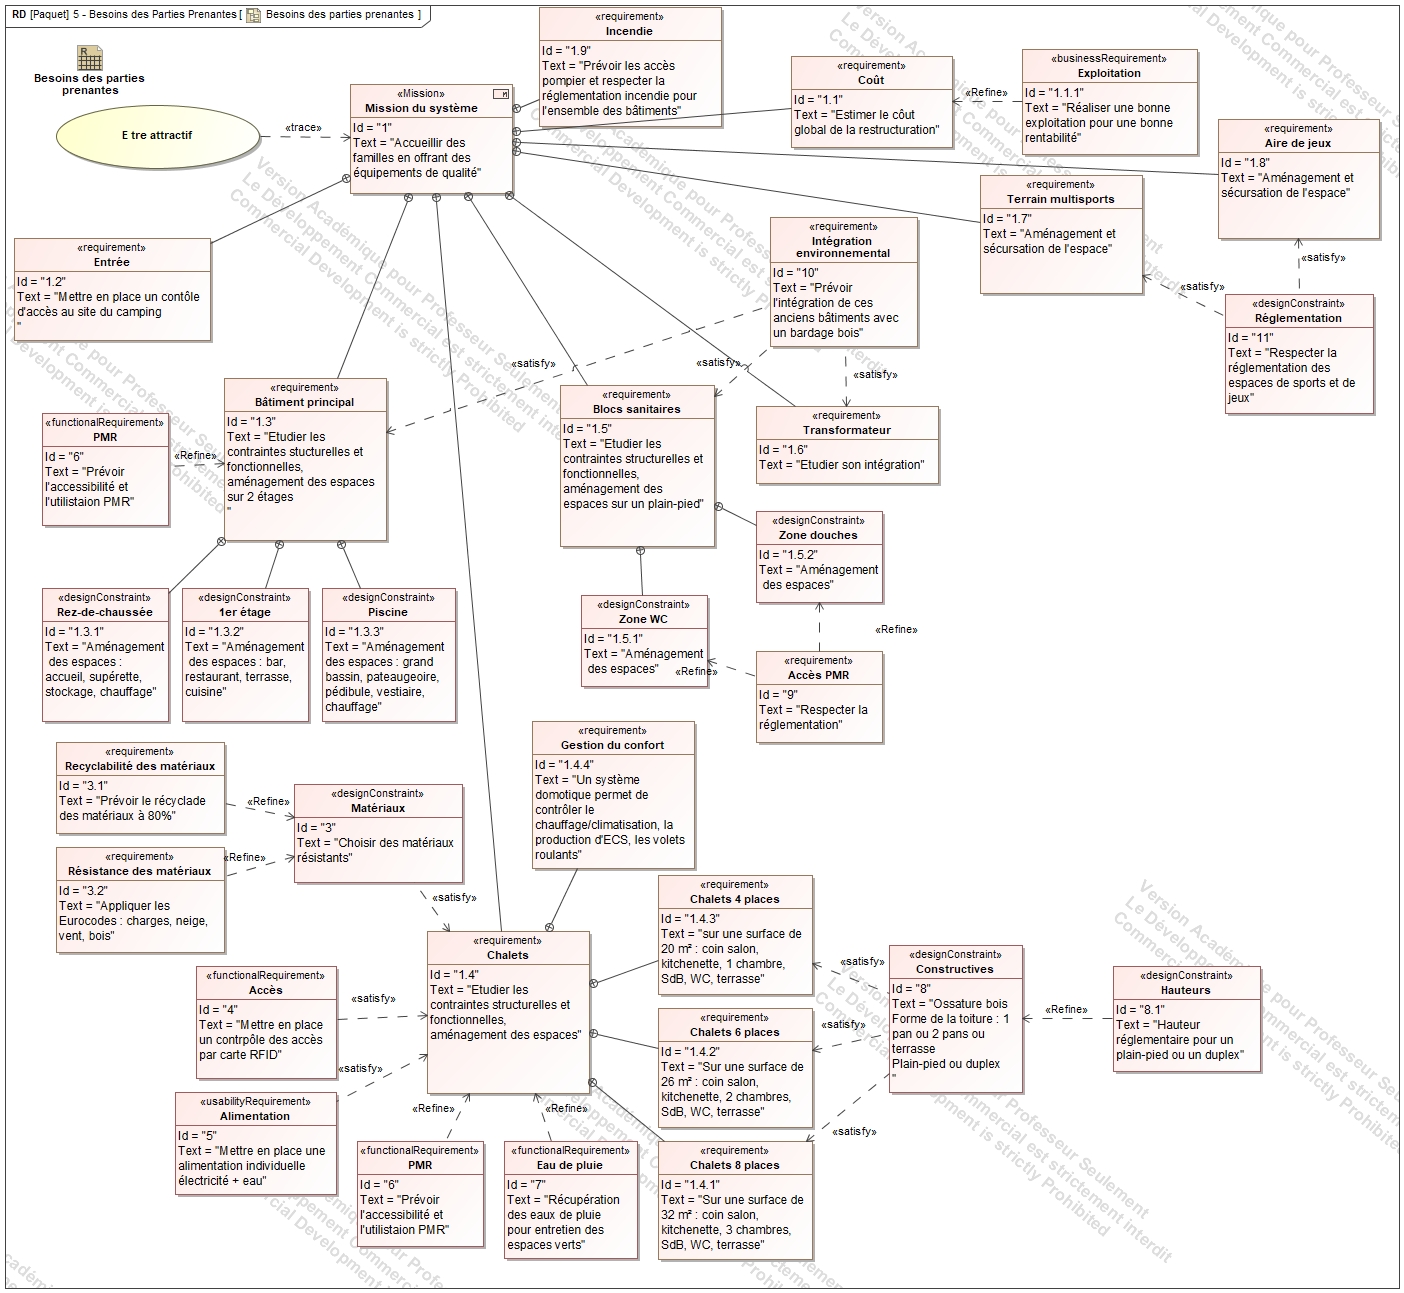 RD [Paquet] 5 - Besoins des Parties Prenantes [ Besoins des parties prenantes ]
Besoins des parties
prenantes
E tre attractif
«trace»
«Mission»
Mission du système
Id = "1"
Text = "Accueillir des
familles en offrant des
équipements de qualité"
«requirement»
Incendie
Id = "1.9"
Text = "Prévoir les accès
pompier et respecter la
réglementation incendie pour
l'ensemble des bâtiments"
«requirement»
Coût
Id = "1.1"
Text = "Estimer le côut
global de la restructuration"
«Refine»
«businessRequirement»
Exploitation
Id = "1.1.1"
Text = "Réaliser une bonne
exploitation pour une bonne
rentabilité"
«requirement»
Aire de jeux
Id = "1.8"
Text = "Aménagement et
sécursation de l'espace"
«requirement»
Terrain multisports
Id = "1.7"
Text = "Aménagement et
sécursation de l'espace"
«satisfy»
«satisfy»
«designConstraint»
Réglementation
Id = "11"
Text = "Respecter la
réglementation des
espaces de sports et de
jeux"
«requirement»
Intégration
environnemental
Id = "10"
Text = "Prévoir
l'intégration de ces
anciens bâtiments avec
un bardage bois"
«satisfy»
«satisfy»
«satisfy»
«requirement»
Entrée
Id = "1.2"
Text = "Mettre en place un contôle
d'accès au site du camping
"
«requirement»
Bâtiment principal
Id = "1.3"
Text = "Etudier les
contraintes stucturelles et
fonctionnelles,
aménagement des espaces
sur 2 étages
"
«functionalRequirement»
PMR
Id = "6"
Text = "Prévoir
l'accessibilité et
l'utilistaion PMR"
«Refine»
«requirement»
Blocs sanitaires
Id = "1.5"
Text = "Etudier les
contraintes stucturelles et
fonctionnelles,
aménagement des
espaces sur un plain-pied"
«requirement»
Transformateur
Id = "1.6"
Text = "Etudier son intégration"
«designConstraint»
Zone douches
Id = "1.5.2"
Text = "Aménagement
des espaces"
«designConstraint»
Rez-de-chaussée
Id = "1.3.1"
Text = "Aménagement
des espaces :
accueil, supérette,
stockage, chauffage"
«designConstraint»
1er étage
Id = "1.3.2"
Text = "Aménagement
des espaces : bar,
restaurant, terrasse,
cuisine"
«designConstraint»
Piscine
Id = "1.3.3"
Text = "Aménagement
des espaces : grand
bassin, pateaugeoire,
pédibule, vestiaire,
chauffage"
«designConstraint»
Zone WC
Id = "1.5.1"
Text = "Aménagement
des espaces"
«Refine»
«Refine»
«requirement»
Accès PMR
Id = "9"
Text = "Respecter la
réglementation"
«requirement»
Recyclabilité des matériaux
Id = "3.1"
Text = "Prévoir le récyclade
des matériaux à 80%"
«Refine»
«requirement»
Résistance des matériaux
Id = "3.2"
Text = "Appliquer les
Eurocodes : charges, neige,
vent, bois"
«Refine»
«designConstraint»
Matériaux
Id = "3"
Text = "Choisir des matériaux
résistants"
«satisfy»
«requirement»
Gestion du confort
Id = "1.4.4"
Text = "Un système
domotique permet de
contrôler le
chauffage/climatisation, la
production d'ECS, les volets
roulants"
«requirement»
Chalets
Id = "1.4"
Text = "Etudier les
contraintes structurelles et
fonctionnelles,
aménagement des espaces"
«functionalRequirement»
Accès
Id = "4"
Text = "Mettre en place
un contrpôle des accès
par carte RFID"
«satisfy»
«usabilityRequirement»
Alimentation
Id = "5"
Text = "Mettre en place une
alimentation individuelle
électricité + eau"
«satisfy»
«Refine»
«functionalRequirement»
PMR
Id = "6"
Text = "Prévoir
l'accessibilité et
l'utilistaion PMR"
«Refine»
«functionalRequirement»
Eau de pluie
Id = "7"
Text = "Récupération
des eaux de pluie
pour entretien des
espaces verts"
«requirement»
Chalets 4 places
Id = "1.4.3"
Text = "sur une surface de
20 m² : coin salon,
kitchenette, 1 chambre,
SdB, WC, terrasse"
«requirement»
Chalets 6 places
Id = "1.4.2"
Text = "Sur une surface de
26 m² : coin salon,
kitchenette, 2 chambres,
SdB, WC, terrasse"
«requirement»
Chalets 8 places
Id = "1.4.1"
Text = "Sur une surface de
32 m² : coin salon,
kitchenette, 3 chambres,
SdB, WC, terrasse"
«satisfy»
«satisfy»
«satisfy»
«designConstraint»
Constructives
Id = "8"
Text = "Ossature bois
Forme de la toiture : 1
pan ou 2 pans ou
terrasse
Plain-pied ou duplex
"
«Refine»
«designConstraint»
Hauteurs
Id = "8.1"
Text = "Hauteur
réglementaire pour un
plain-pied ou un duplex"
Version Académique pour Professeur Seulement
Le Développement Commercial est strictement interdit
Commercial Development is strictly Prohibited